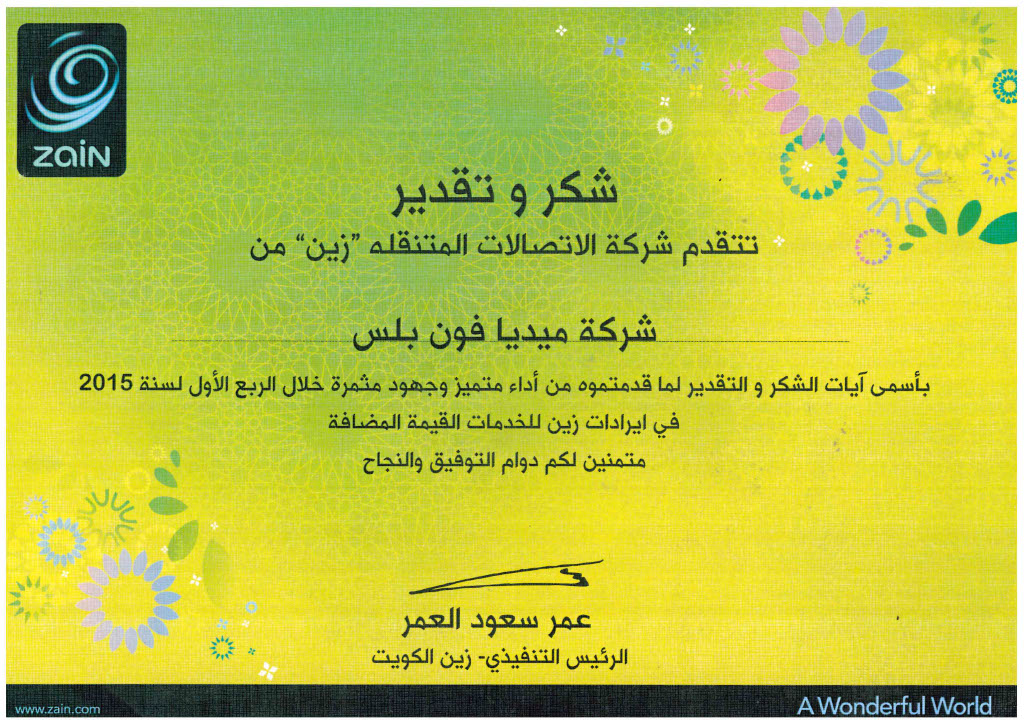 zain
شكر و تقدير
تتقدم شركة الاتصالات المتنقله "زين" من
شركة ميديا فون بلس
بأسمى آيات الشكر و التقدير لما قدمتموه من أداء متميز وجهود مثمرة خلال الربع الأول لسنة 2015
في ايرادات زين للخدمات القيمة المضافة
متمنين لكم دوام التوفيق والنجاح
عمر سعود العمر
الرئيس التنفيذي- زين الكويت
www.zain.com
A Wonderful World